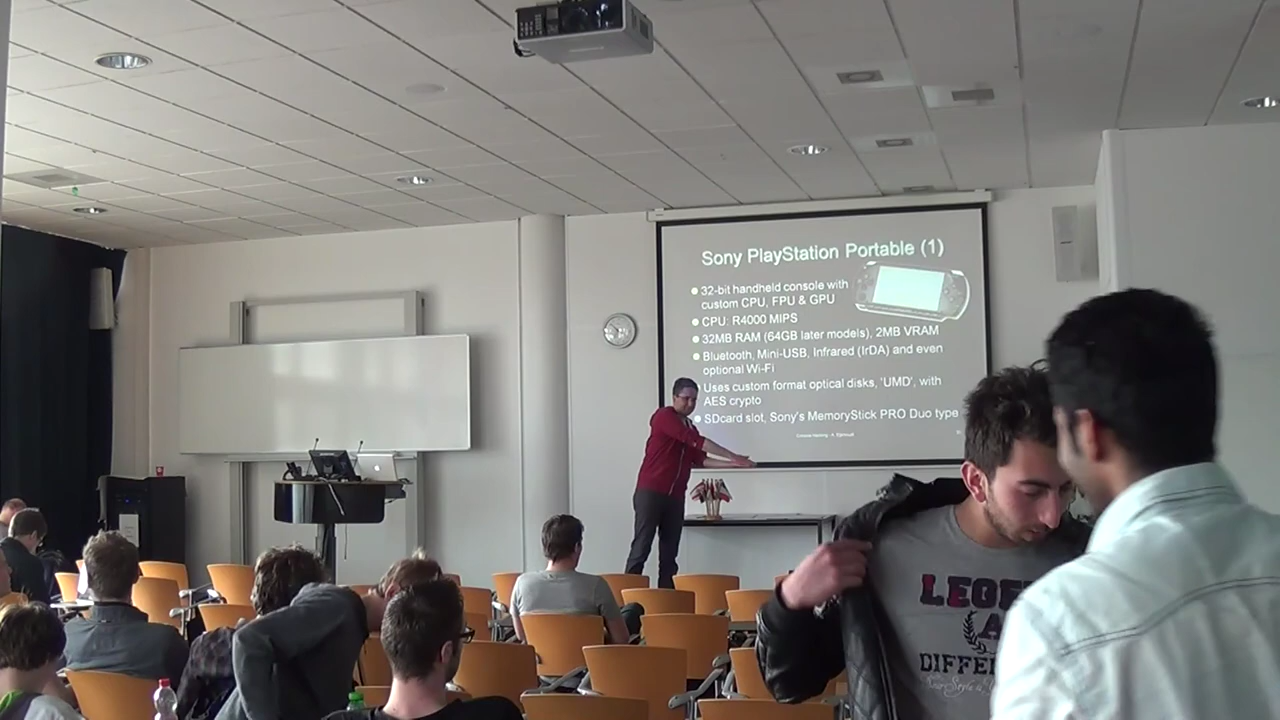 Sony PlayStation Portable (1)
32-bit handheld console with
custom CPU, FPU & GPU
CPU: R4000 MIPS
32MB RAM (64GB later models), 2MB VRAM
Bluetooth, Mini-USB, Infrared (IrDA) and even
optional Wi-Fi
Uses custom format optical disks, 'UMD', with
AES crypto
SDcard slot, Sony's MemoryStick PRO Duo type